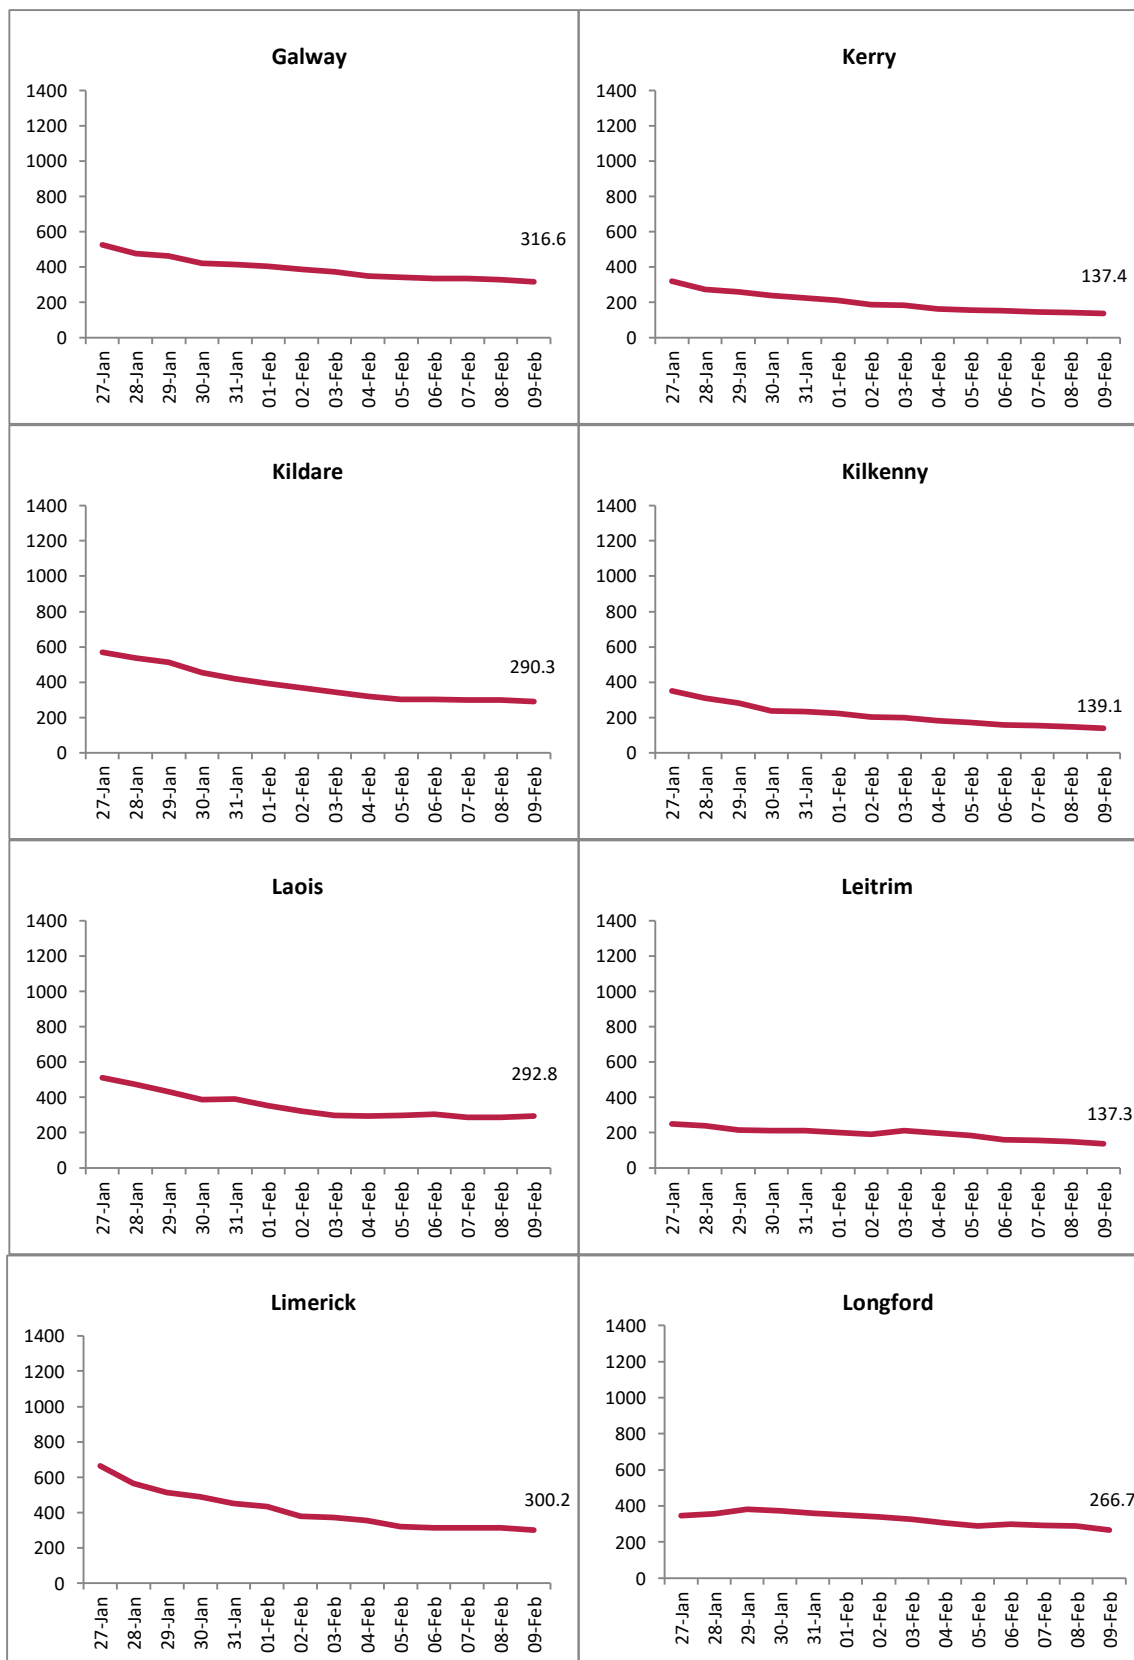 Galway
1400
1200
1000
800
600
400
200
0
316.6
27-Jan
28-Jan
29-Jan
30-Jan
31-Jan
01-Feb
02-Feb
03-Feb
04-Feb
05-Feb
06-Feb
07-Feb
08-Feb
09-Feb
Kerry
1400
1200
1000
800
600
400
200
0
137.4
27-Jan
28-Jan
29-Jan
30-Jan
31-Jan
01-Feb
02-Feb
03-Feb
04-Feb
05-Feb
06-Feb
07-Feb
08-Feb
09-Feb
Kildare
1400
1200
1000
800
600
400
200
0
290.3
27-Jan
28-Jan
29-Jan
30-Jan
31-Jan
01-Feb
02-Feb
03-Feb
04-Feb
05-Feb
06-Feb
07-Feb
08-Feb
09-Feb
Kilkenny
1400
1200
1000
800
600
400
200
0
139.1
27-Jan
28-Jan
29-Jan
30-Jan
31-Jan
01-Feb
02-Feb
03-Feb
04-Feb
05-Feb
06-Feb
07-Feb
08-Feb
09-Feb
Laois
1400
1200
1000
800
600
400
200
0
292.8
27-Jan
28-Jan
29-Jan
30-Jan
31-Jan
01-Feb
02-Feb
03-Feb
04-Feb
05-Feb
06-Feb
07-Feb
08-Feb
09-Feb
Leitrim
1400
1200
1000
800
600
400
200
0
137.3
27-Jan
28-Jan
29-Jan
30-Jan
31-Jan
01-Feb
02-Feb
03-Feb
04-Feb
05-Feb
06-Feb
07-Feb
08-Feb
09-Feb
Limerick
1400
1200
1000
800
600
400
200
0
300.2
27-Jan
28-Jan
29-Jan
30-Jan
31-Jan
01-Feb
02-Feb
03-Feb
04-Feb
05-Feb
06-Feb
07-Feb
08-Feb
09-Feb
Longford
1400
1200
1000
800
600
400
200
0
266.7
27-Jan
28-Jan
29-Jan
30-Jan
31-Jan
01-Feb
02-Feb
03-Feb
04-Feb
05-Feb
06-Feb
07-Feb
08-Feb
09-Feb